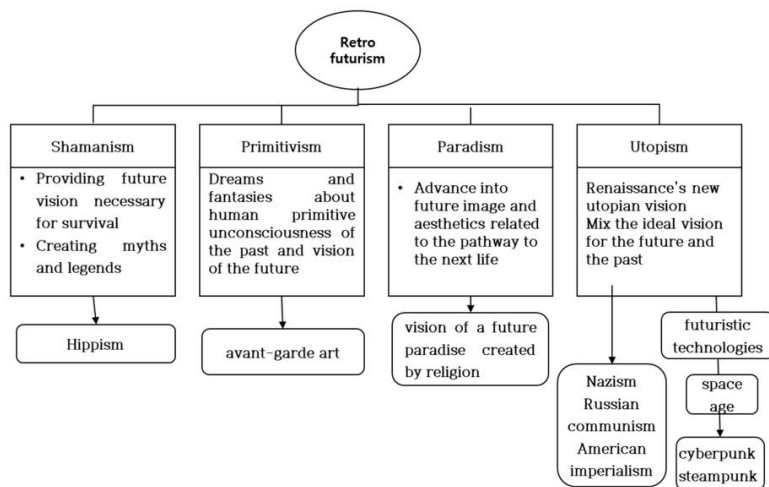 Retro
futurism
Shamanism
• Providing future
vision necessary
for survival
• Creating myths
and legends
Hippism
Primitivism
Dreams and
fantasies about
human primitive
unconsciousness of
the past and vision
of the future
avant-garde art
Paradism
• Advance into
future image and
aesthetics related
to the pathway to
the next life
vision of a future
paradise created
by religion
Utopism
Renaissance's new
utopian vision
Mix the ideal vision
for the future and
the past
Nazism
Russian
communism
American
imperialism
futuristic
technologies
space
age
cyberpunk
steampunk